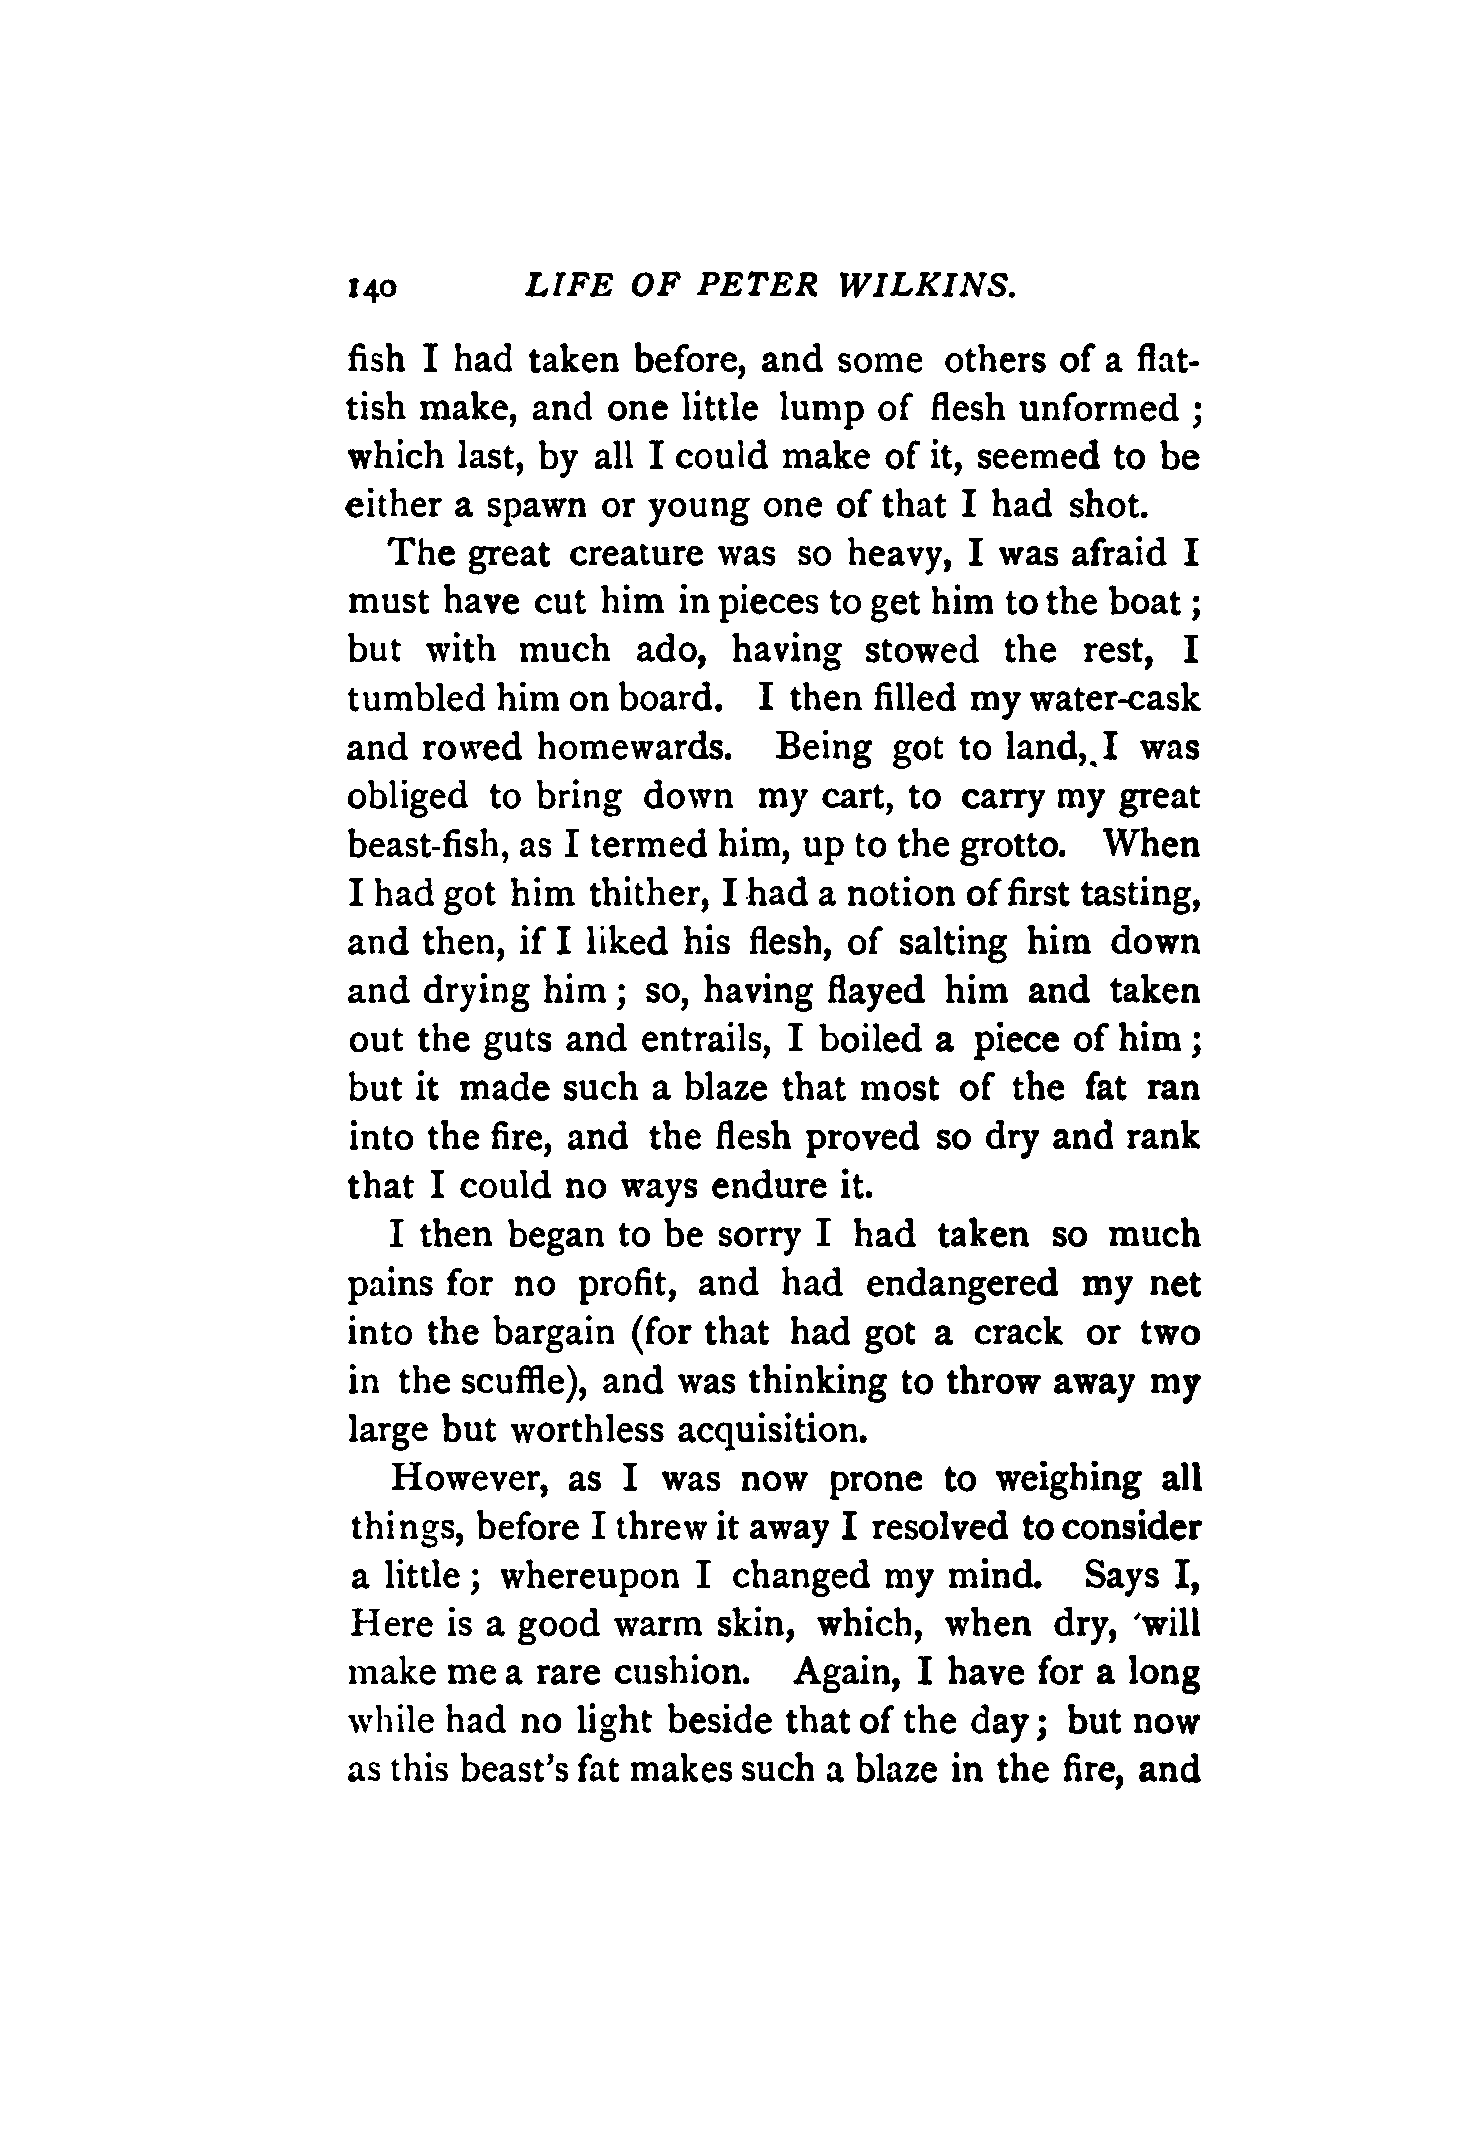 140 LIFE OF PETER WILKINS.
fish I had taken before, and some others of a flat-
tish make, and one little lump of flesh unformed ;
which last, by all I could make of it, seemed to be
either a spawn or young one of that I had shot.
The great creature was so heavy, I was afraid I
must have cut him in pieces to get him to the boat ;
but with much ado, having stowed the rest, I
tumbled him on board. I then filled my water-cask
and rowed homewards. Being got to land, I was
obliged to bring down my cart, to carry my great
beast-fish, as I termed him, up to the grotto. When
I had got him thither, I had a notion of first tasting,
and then, if I liked his flesh, of salting him down
and drying him ; so, having flayed him and taken
out the guts and entrails, I boiled a piece of him ;
but it made such a blaze that most of the fat ran
into the fire, and the flesh proved so dry and rank
that I could no ways endure it.
I then began to be sorry I had taken so much
pains for no profit, and had endangered my net
into the bargain (for that had got a crack or two
in the scuffle), and was thinking to throw away my
large but worthless acquisition.
However, as I was now prone to weighing all
things, before I threw it away I resolved to consider
a little ; whereupon I changed my mind. Says I,
Here is a good warm skin, which, when dry, will
make me a rare cushion. Again, I have for a long
while had no light beside that of the day ; but now
as this beast's fat makes such a blaze in the fire, and